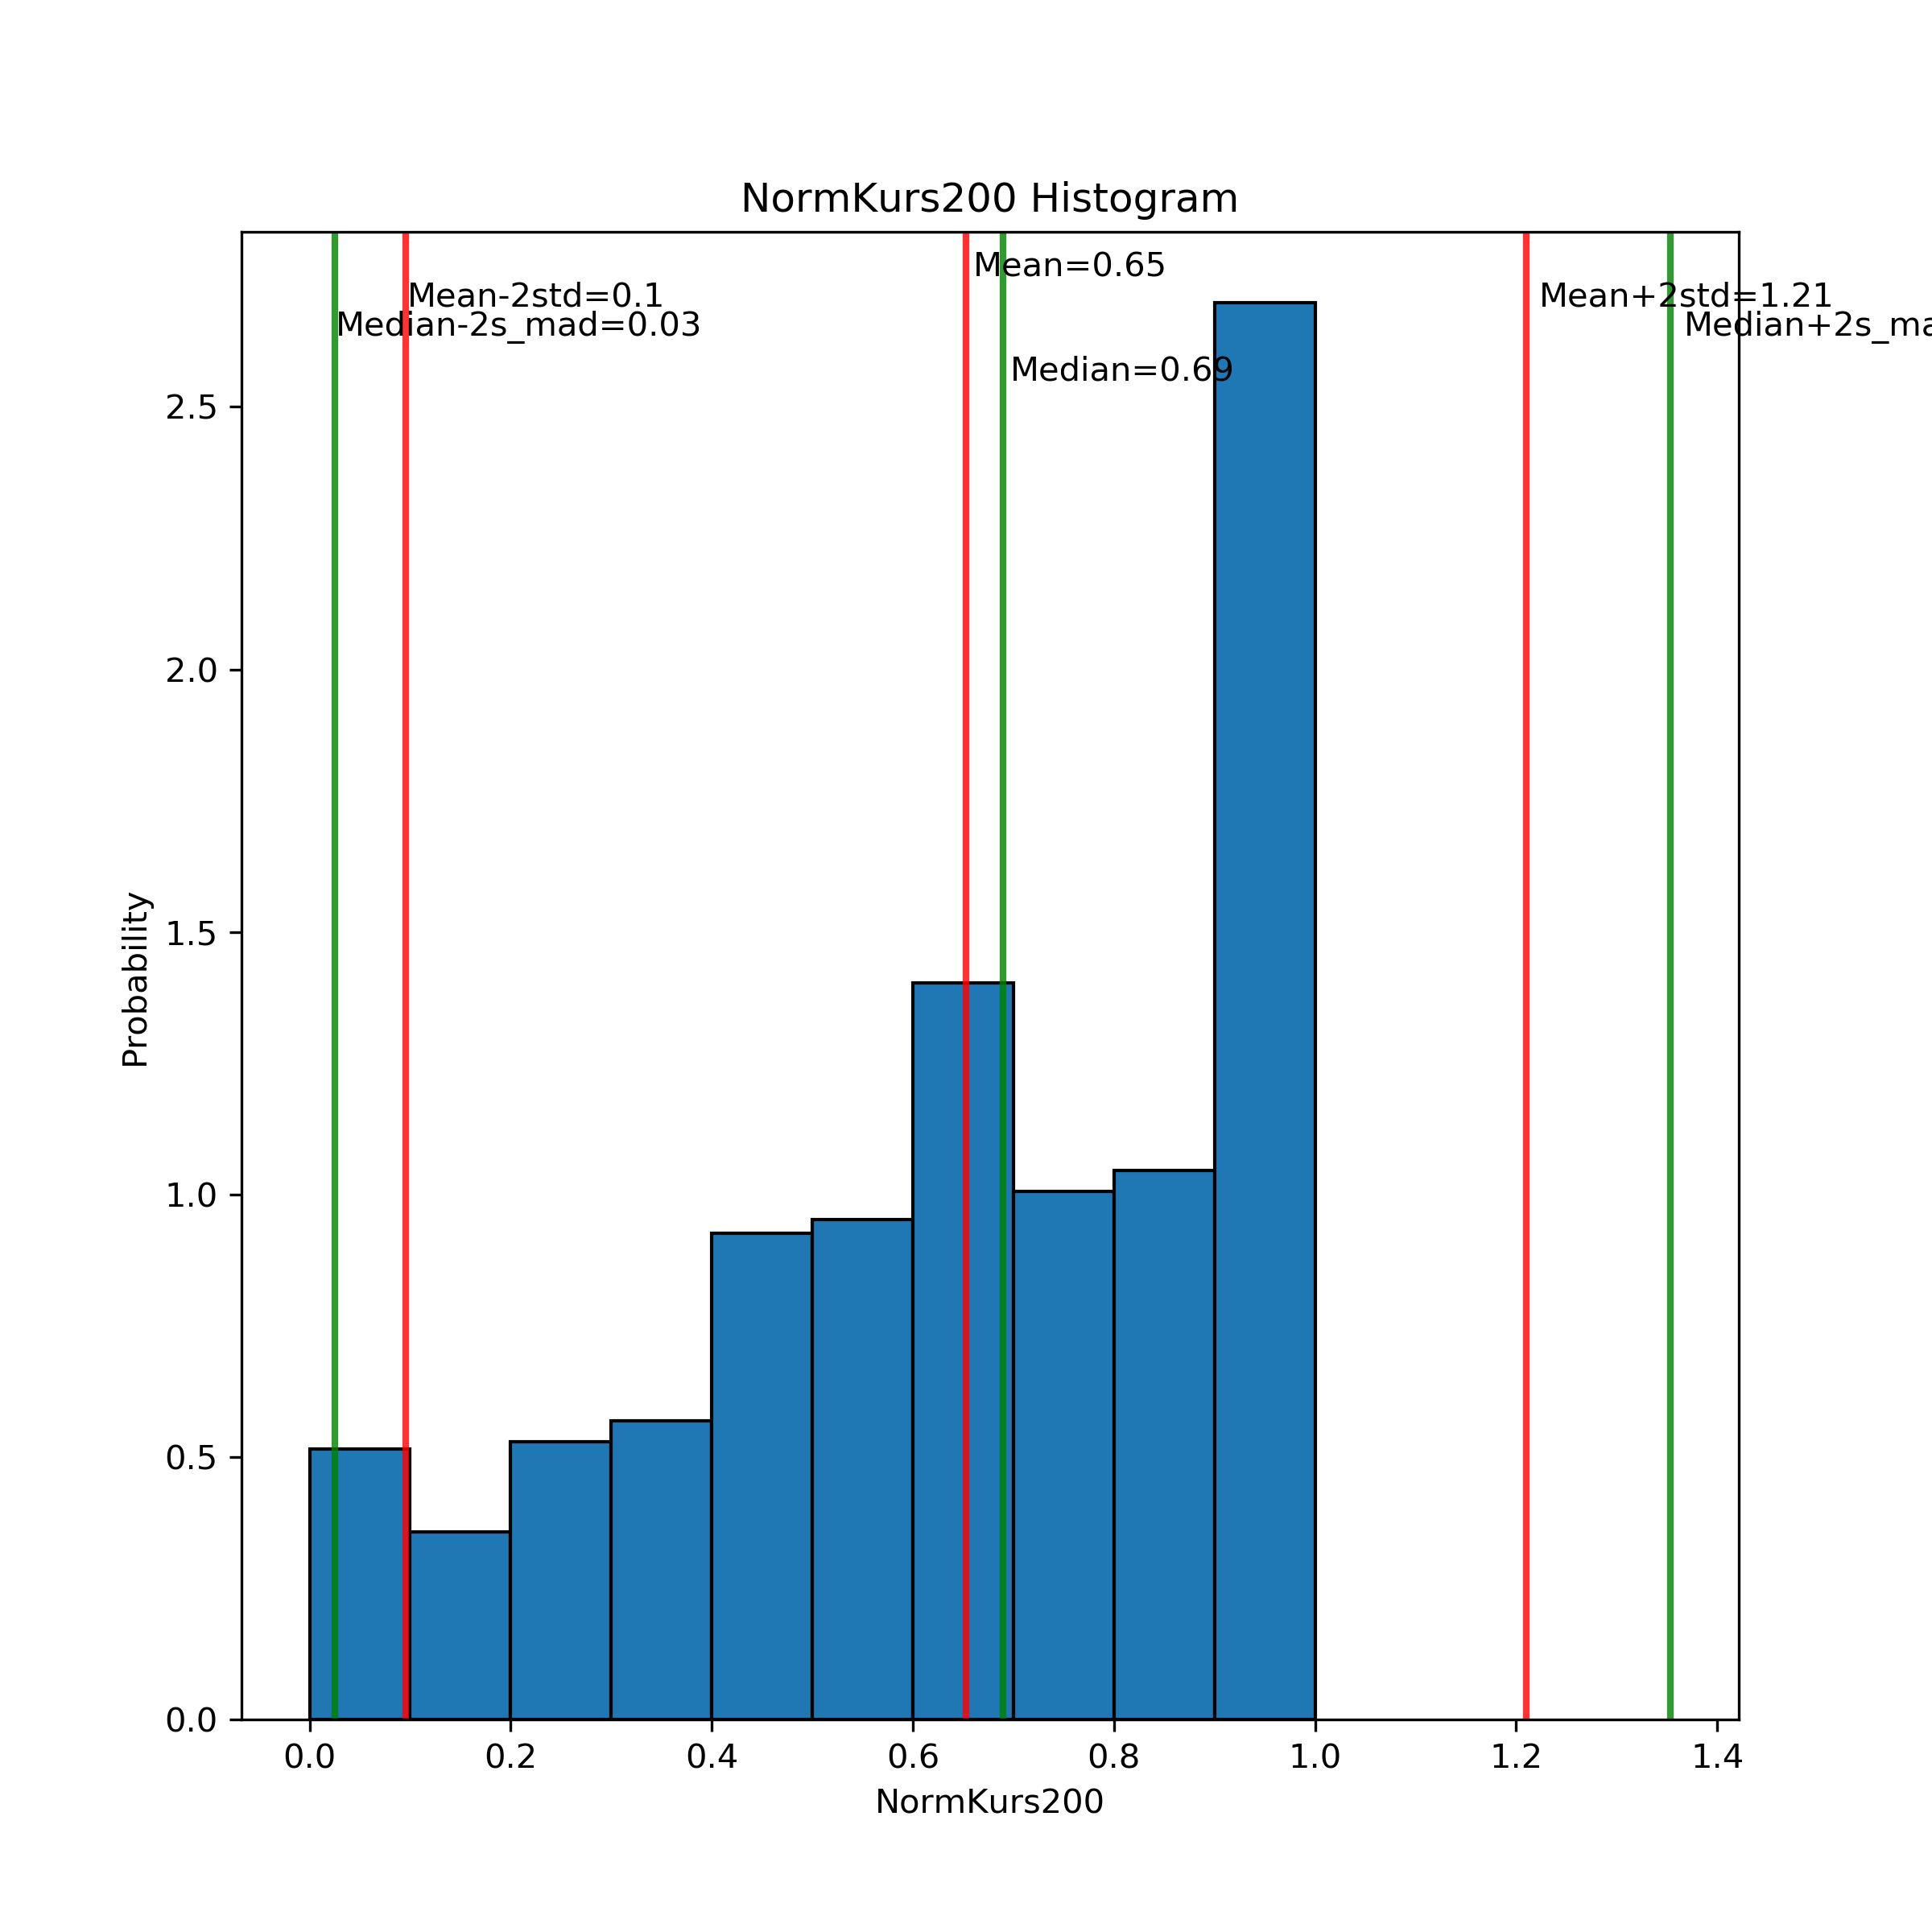 NormKurs200 Histogram
Mean=0.65
Mean-2std=0.1
Mean+2std=1.21
Median-2s_mad=0.03
Median+2s_ma
Median=0.69
2.5
2.0
1.5
1.0
0.5
0.0
Probability
0.0 0.2 0.4 0.6 0.8 1.0 1.2 1.4
NormKurs200